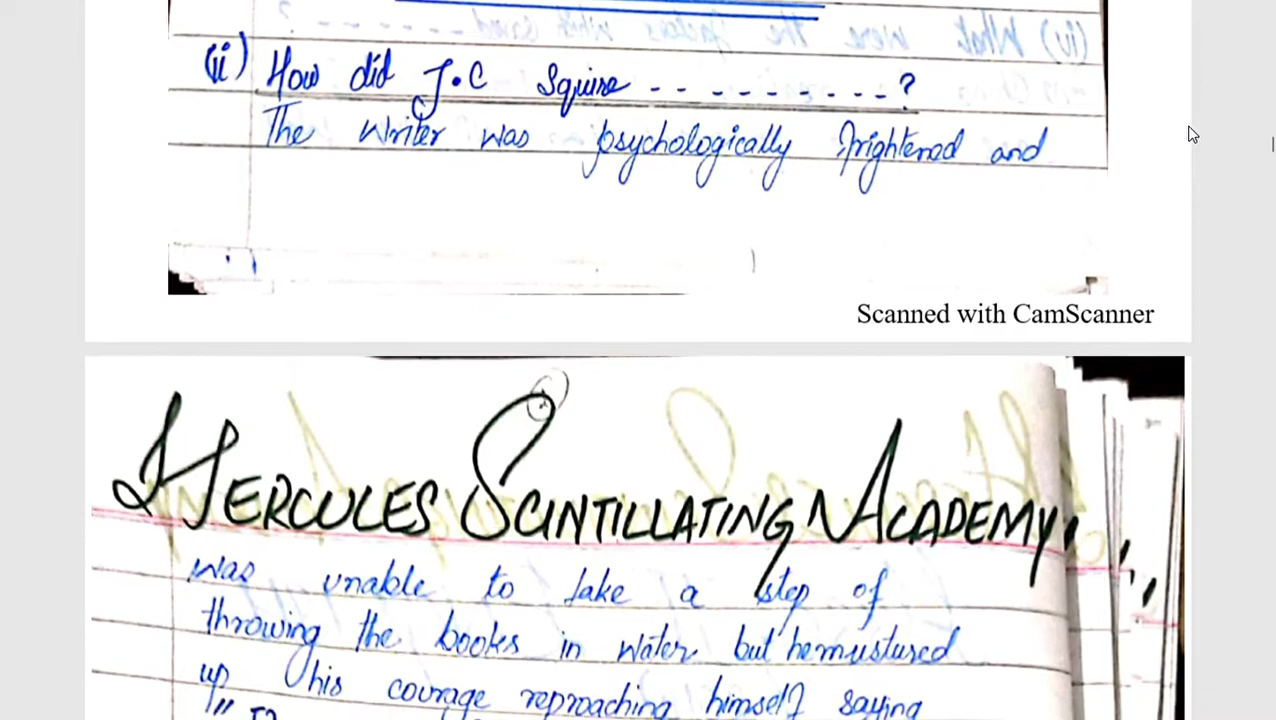 (ii) How did J.C Squire - - - - - - - - - ?
The writer was psychologically frightened and
Scanned with CamScanner
HERCULES SCINTILLATING ACADEMY
was unable to take a step of
throwing the books in water but he mustured
up his courage reproaching himself saying